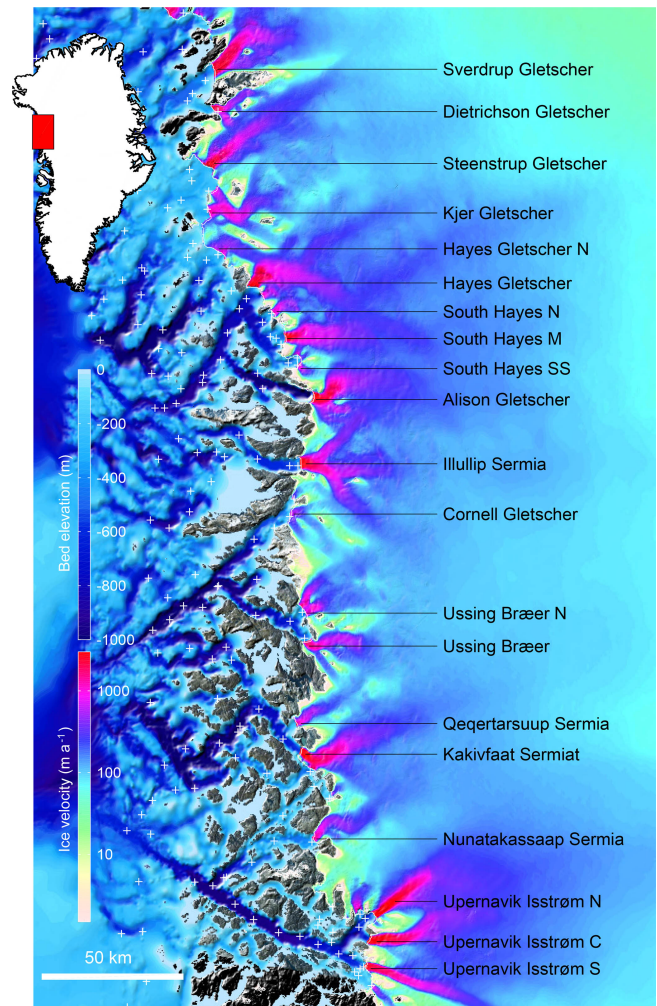 Sverdrup Gletscher
Dietrichson Gletscher
Steenstrup Gletscher
Kjer Gletscher
Hayes Gletscher N
Hayes Gletscher
South Hayes N
South Hayes M
South Hayes SS
Alison Gletscher
Illullip Sermia
Cornell Gletscher
Ussing Bræer N
Ussing Bræer
Qeqertarsuup Sermia
Kakivfaat Sermiat
Nunatakassaap Sermia
Upernavik Isstrøm N
Upernavik Isstrøm C
Upernavik Isstrøm S
Bed elevation (m)
0
-200
-400
-600
-800
-1000
Ice velocity (m a-1)
1000
100
10
50 km